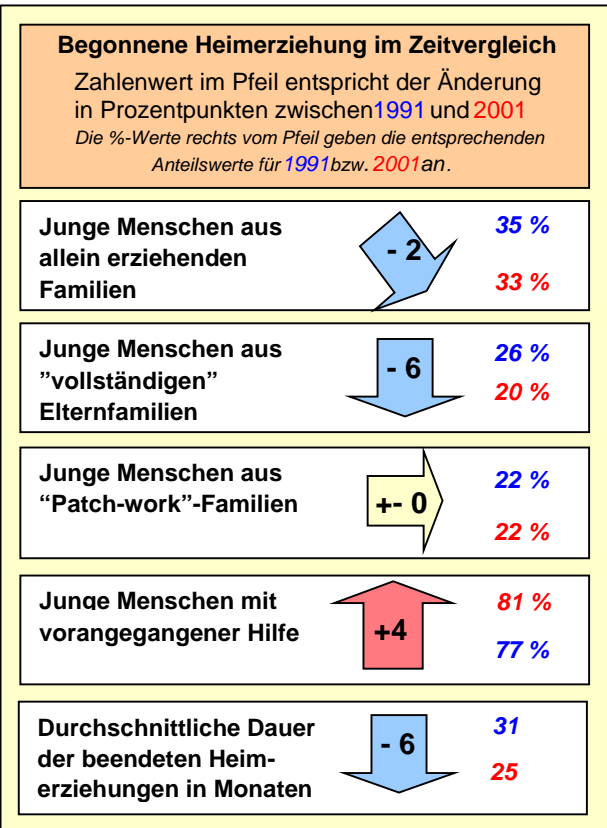 Begonnene Heimerziehung im Zeitvergleich
Zahlenwert im Pfeil entspricht der Änderung
in Prozentpunkten zwischen1991 und 2001
Die %-Werte rechts vom Pfeil geben die entsprechenden
Anteilswerte für 1991 bzw. 2001 an.
Junge Menschen aus
allein erziehenden
Familien
- 2
35 %
33 %
Junge Menschen aus
”vollständigen”
Elternfamilien
- 6
26 %
20 %
Junge Menschen aus
“Patch-work”-Familien
+- 0
22 %
22 %
Junge Menschen mit
vorangegangener Hilfe
+4
81 %
77 %
Durchschnittliche Dauer
der beendeten Heim-
erziehungen in Monaten
- 6
31
25